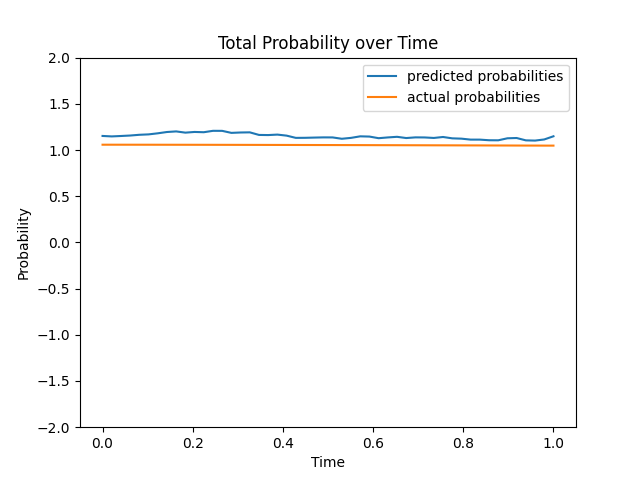 Total Probability over Time
predicted probabilities
actual probabilities
2.0
1.5
1.0
0.5
0.0
−0.5
−1.0
−1.5
−2.0
Probability
0.0 0.2 0.4 0.6 0.8 1.0
Time